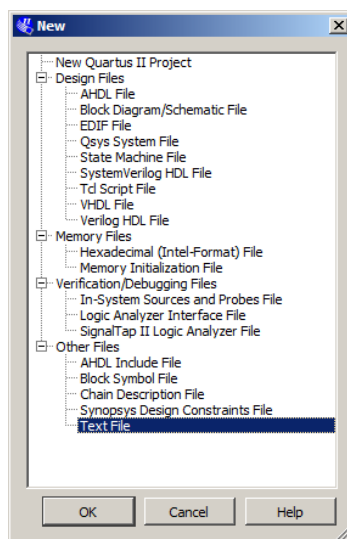 New
New Quartus II Project
Design Files
AHDL File
Block Diagram/Schematic File
EDIF File
Qsys System File
State Machine File
SystemVerilog HDL File
Tcl Script File
VHDL File
Verilog HDL File
Memory Files
Hexadecimal (Intel-Format) File
Memory Initialization File
Verification/Debugging Files
In-System Sources and Probes File
Logic Analyzer Interface File
SignalTap II Logic Analyzer File
Other Files
AHDL Include File
Block Symbol File
Chain Description File
Synopsys Design Constraints File
Text File
OK Cancel Help